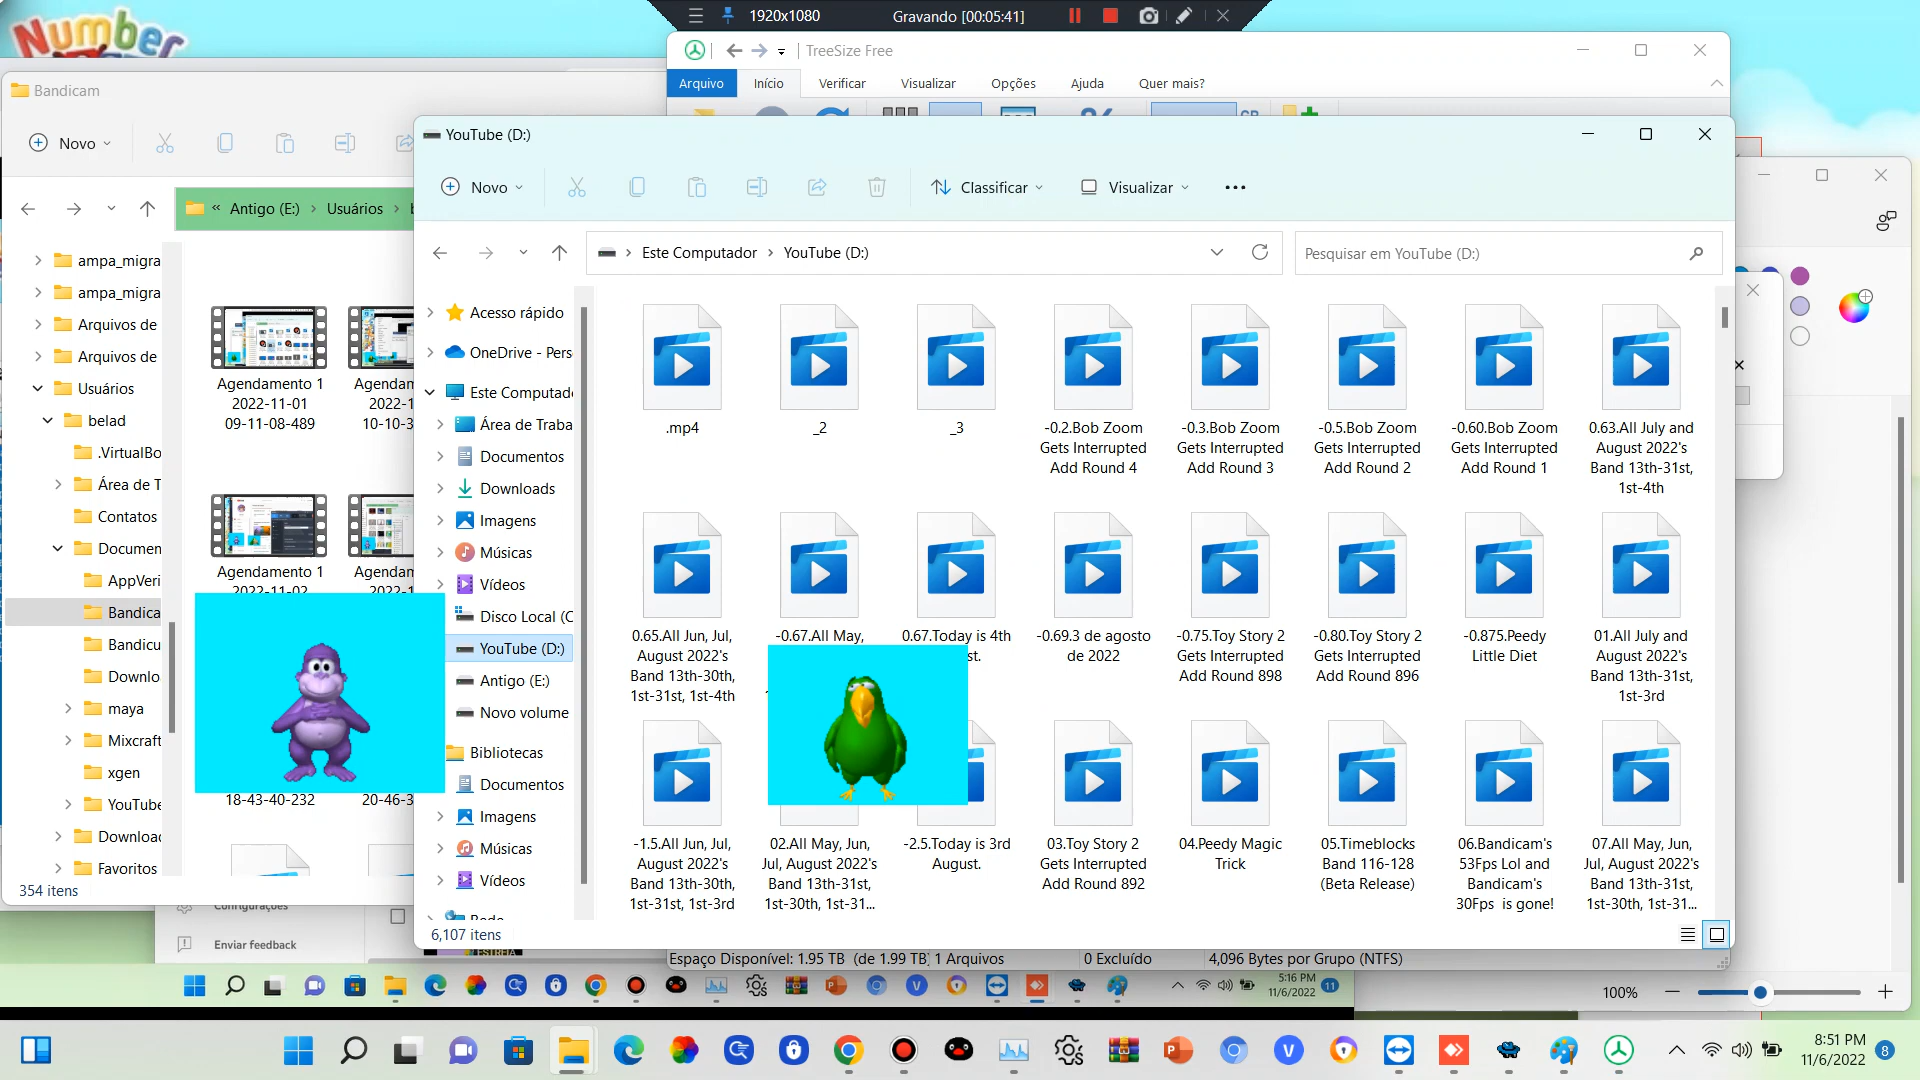 Number
1920x1080
Gravando [00:05:41]
TreeSize Free
Arquivo
Início
Verificar
Visualizar
Opções
Ajuda
Quer mais?
Bandicam
Novo
« Antigo (E:) › Usuários ›
ampa_migra
ampa_migra
Arquivos de
Arquivos de
Usuários
belad
.VirtualBo
Área de T
Contatos
Documen
AppVeri
Bandica
Bandicu
Downlo
maya
Mixcraft
xgen
YouTube
Downloac
Favoritos
354 itens
Agendamento 1
2022-11-01
09-11-08-489
Agendam
2022-1
10-10-3
Agendamento 1
2022-11-02
Agendam
2022-1
18-43-40-232
20-46-3
YouTube (D:)
Novo
Classificar
Visualizar
Este Computador › YouTube (D:)
Pesquisar em YouTube (D:)
Acesso rápido
OneDrive - Pers
Este Computado
Área de Traba
Documentos
Downloads
Imagens
Músicas
Vídeos
Disco Local (C
YouTube (D:)
Antigo (E:)
Novo volume
Bibliotecas
Documentos
Imagens
Músicas
Vídeos
Rede
6,107 itens
.mp4
_2
_3
-0.2.Bob Zoom
Gets Interrupted
Add Round 4
-0.3.Bob Zoom
Gets Interrupted
Add Round 3
-0.5.Bob Zoom
Gets Interrupted
Add Round 2
-0.60.Bob Zoom
Gets Interrupted
Add Round 1
0.63.All July and
August 2022's
Band 13th-31st,
1st-4th
0.65.All Jun, Jul,
August 2022's
Band 13th-30th,
1st-31st, 1st-4th
-0.67.All May,
0.67.Today is 4th
st.
-0.69.3 de agosto
de 2022
-0.75.Toy Story 2
Gets Interrupted
Add Round 898
-0.80.Toy Story 2
Gets Interrupted
Add Round 896
-0.875.Peedy
Little Diet
01.All July and
August 2022's
Band 13th-31st,
1st-3rd
-1.5.All Jun, Jul,
August 2022's
Band 13th-30th,
1st-31st, 1st-3rd
02.All May, Jun,
Jul, August 2022's
Band 13th-31st,
1st-30th, 1st-31...
-2.5.Today is 3rd
August.
03.Toy Story 2
Gets Interrupted
Add Round 892
04.Peedy Magic
Trick
05.Timeblocks
Band 116-128
(Beta Release)
06.Bandicam's
53Fps Lol and
Bandicam's
30Fps is gone!
07.All May, Jun,
Jul, August 2022's
Band 13th-31st,
1st-30th, 1st-31...
Configurações
Enviar feedback
Espaço Disponível: 1.95 TB (de 1.99 TB)
1 Arquivos
0 Excluído
4,096 Bytes por Grupo (NTFS)
5:16 PM
11/6/2022
11
100%
8:51 PM
11/6/2022
8